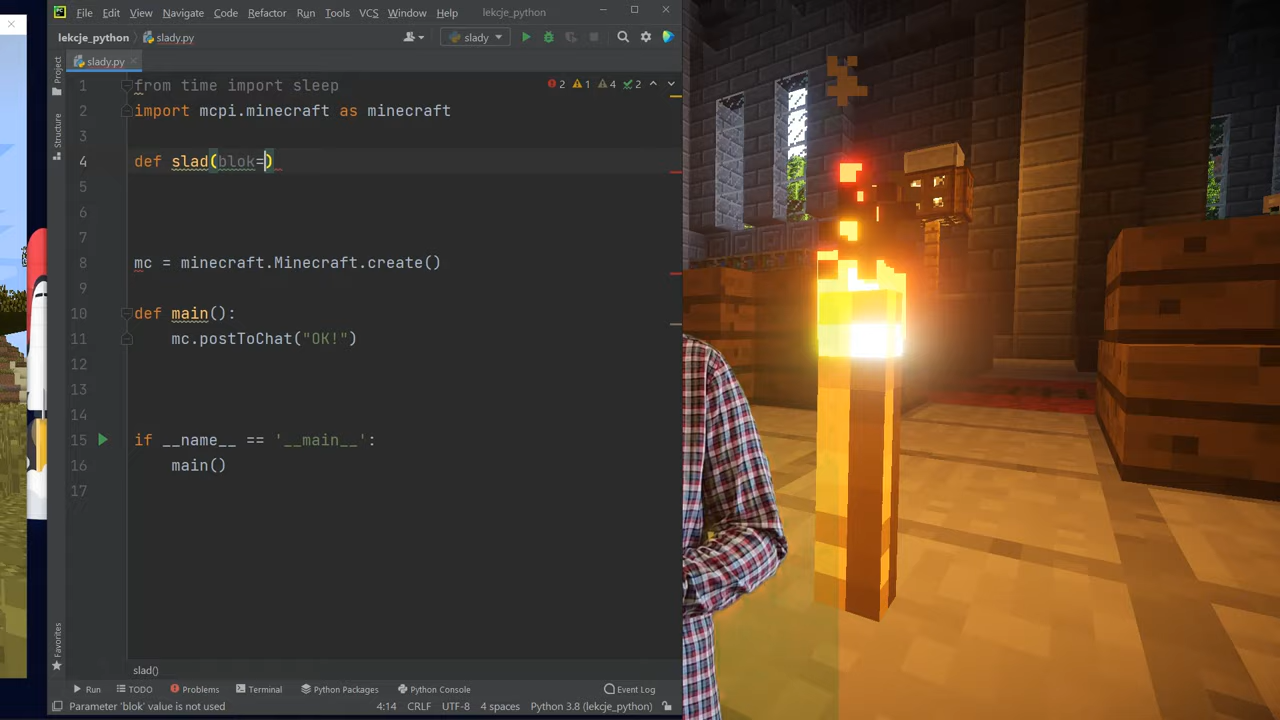 File Edit View Navigate Code Refactor Run Tools VCS Window Help lekcje_python
lekcje_python slady.py slady
slady.py
Project
Structure
Favorites
1 from time import sleep 2 1 4 2
2 import mcpi.minecraft as minecraft
3
4 def slad(blok=)
5
6
7
8 mc = minecraft.Minecraft.create()
9
10 def main():
11 mc.postToChat("OK!")
12
13
14
15 if __name__ == '__main__':
16 main()
17
slad()
Run TODO Problems Terminal Python Packages Python Console Event Log
Parameter 'blok' value is not used 4:14 CRLF UTF-8 4 spaces Python 3.8 (lekcje_python)